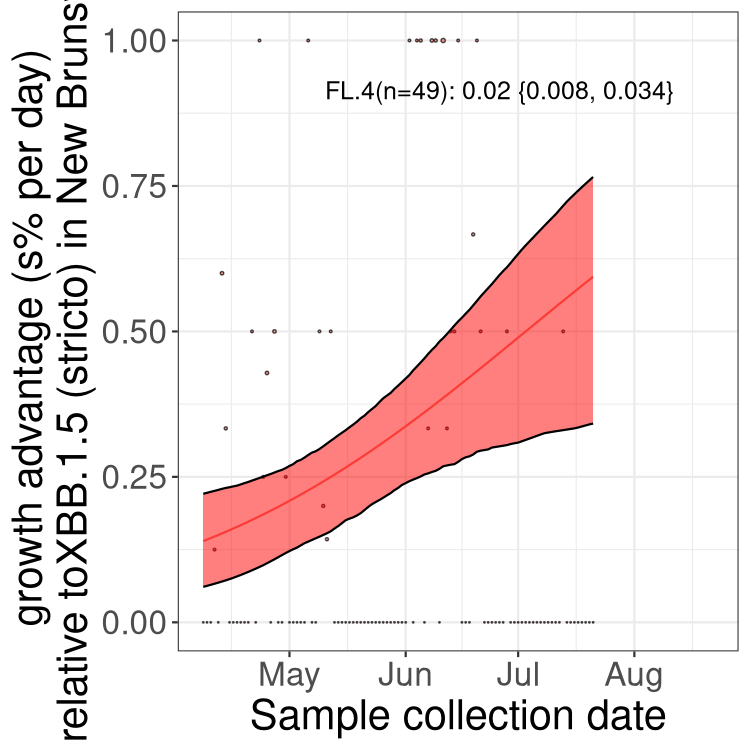 growth advantage (s% per day)
relative toXBB.1.5 (stricto) in New
1.00
0.75
0.50
0.25
0.00
FL.4(n=49): 0.02 {0.008, 0.034}
May Jun Jul Aug
Sample collection date